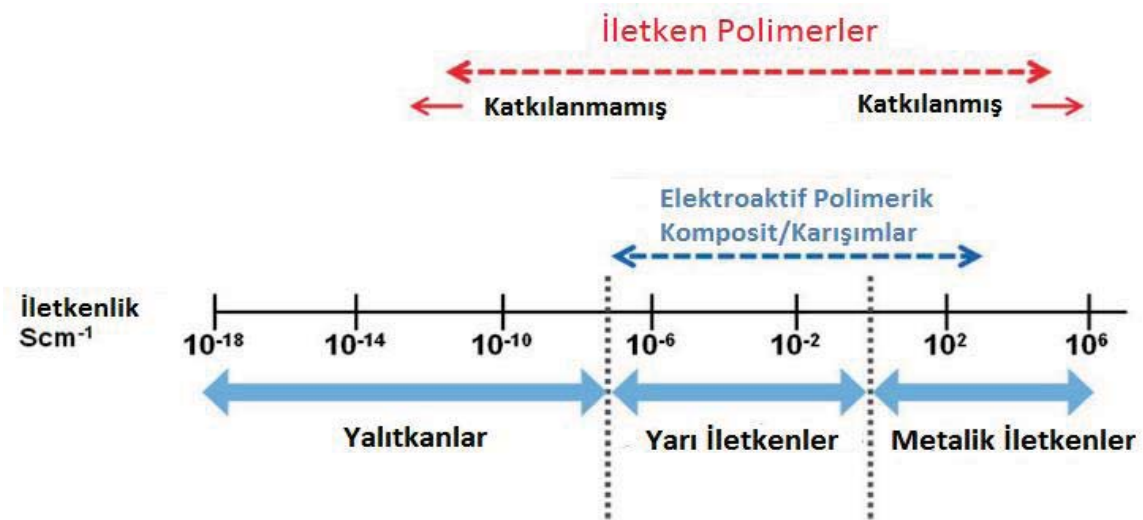 İletken Polimerler
Katkılanmamış Katkılanmış
Elektroaktif Polimerik
Komposit/Karışımlar
İletkenlik
Scm⁻¹
10⁻¹⁸ 10⁻¹⁴ 10⁻¹⁰ 10⁻⁶ 10⁻² 10² 10⁶
Yalıtkanlar Yarı İletkenler Metalik İletkenler